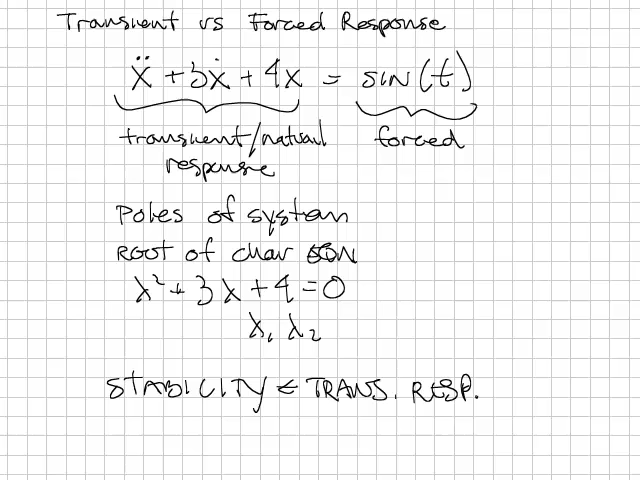 Transient vs Forced Response
ẍ + 3ẋ + 4x = sin(t)
transient/natural forced
response
Poles of system
ROOT of char EQN
λ² + 3λ + 4 = 0
λ₁ λ₂
STABILITY ← TRANS. RESP.